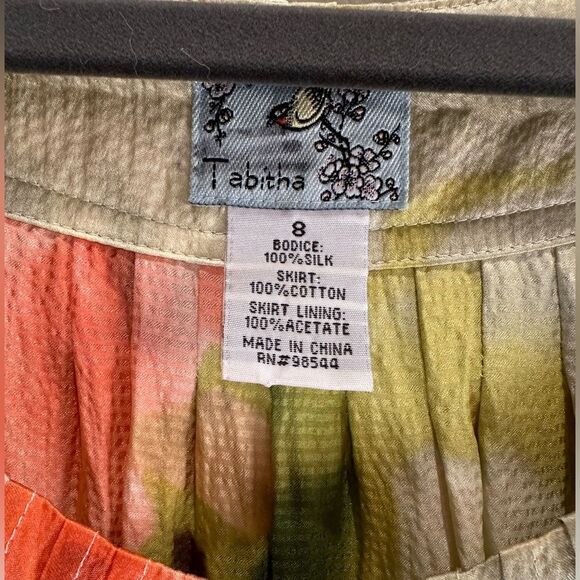 Tabitha
8
BODICE:
100%SILK
SKIRT:
100%COTTON
SKIRT LINING:
100%ACETATE
MADE IN CHINA
RN#98544